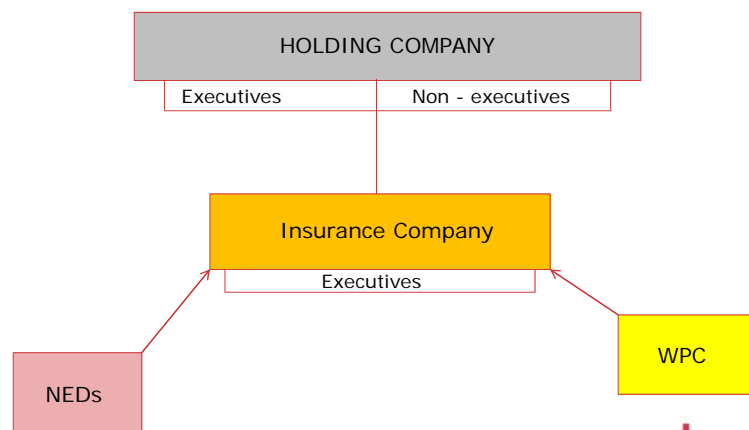 HOLDING COMPANY
Executives
Non - executives
Insurance Company
Executives
WPC
NEDs